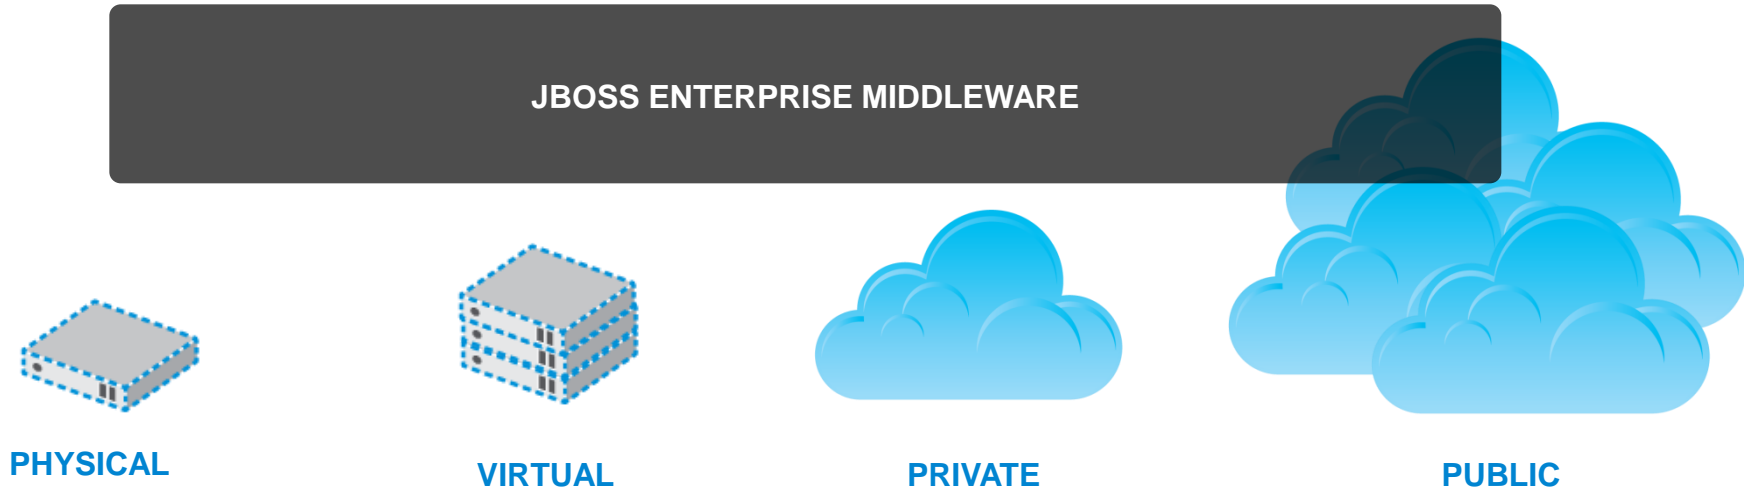 JBOSS ENTERPRISE MIDDLEWARE
PHYSICAL
VIRTUAL
PRIVATE
PUBLIC